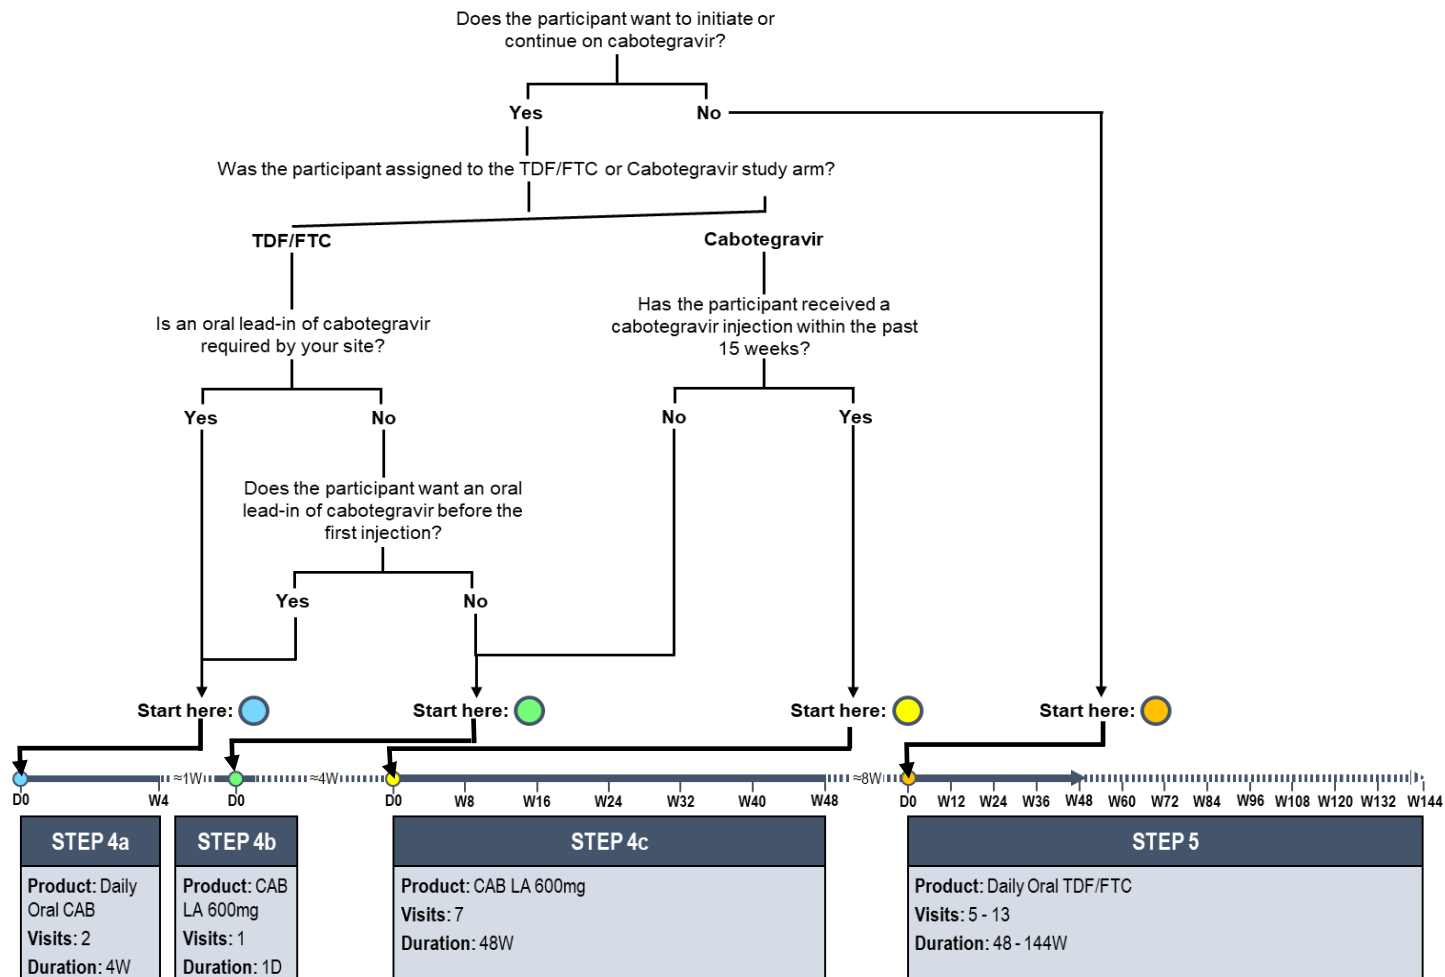 Does the participant want to initiate or
continue on cabotegravir?
Yes
No
Was the participant assigned to the TDF/FTC or Cabotegravir study arm?
TDF/FTC
Cabotegravir
Is an oral lead-in of cabotegravir
required by your site?
Has the participant received a
cabotegravir injection within the past
15 weeks?
Yes
No
No
Yes
Does the participant want an oral
lead-in of cabotegravir before the
first injection?
Yes
No
Start here:
Start here:
Start here:
Start here:
≈1W
≈4W
≈8W
D0
W4
D0
D0
W8
W16
W24
W32
W40
W48
D0
W12
W24
W36
W48
W60
W72
W84
W96
W108
W120
W132
W144
STEP 4a
Product: Daily
Oral CAB
Visits: 2
Duration: 4W
STEP 4b
Product: CAB
LA 600mg
Visits: 1
Duration: 1D
STEP 4c
Product: CAB LA 600mg
Visits: 7
Duration: 48W
STEP 5
Product: Daily Oral TDF/FTC
Visits: 5 - 13
Duration: 48 - 144W